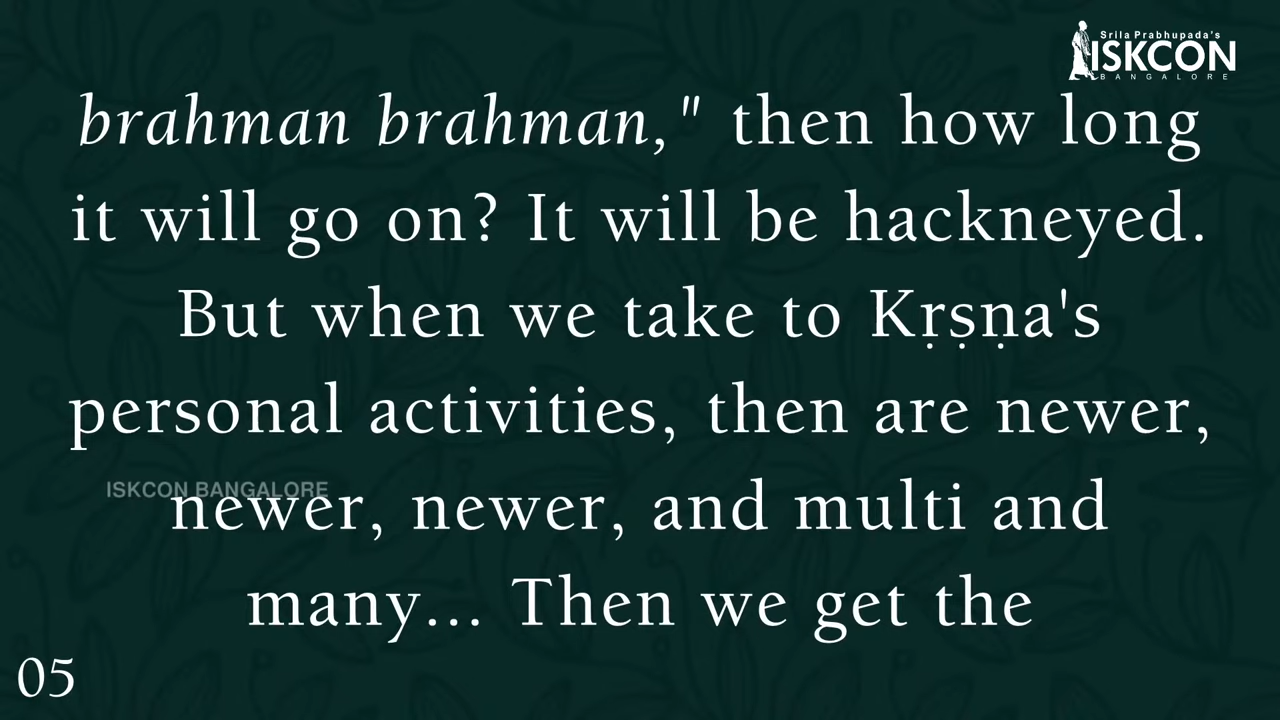 Srila Prabhupada's
ISKCON
BANGALORE
brahman brahman," then how long
it will go on? It will be hackneyed.
But when we take to Kṛṣṇa's
personal activities, then are newer,
ISKCON BANGALORE
newer, newer, and multi and
many... Then we get the
05